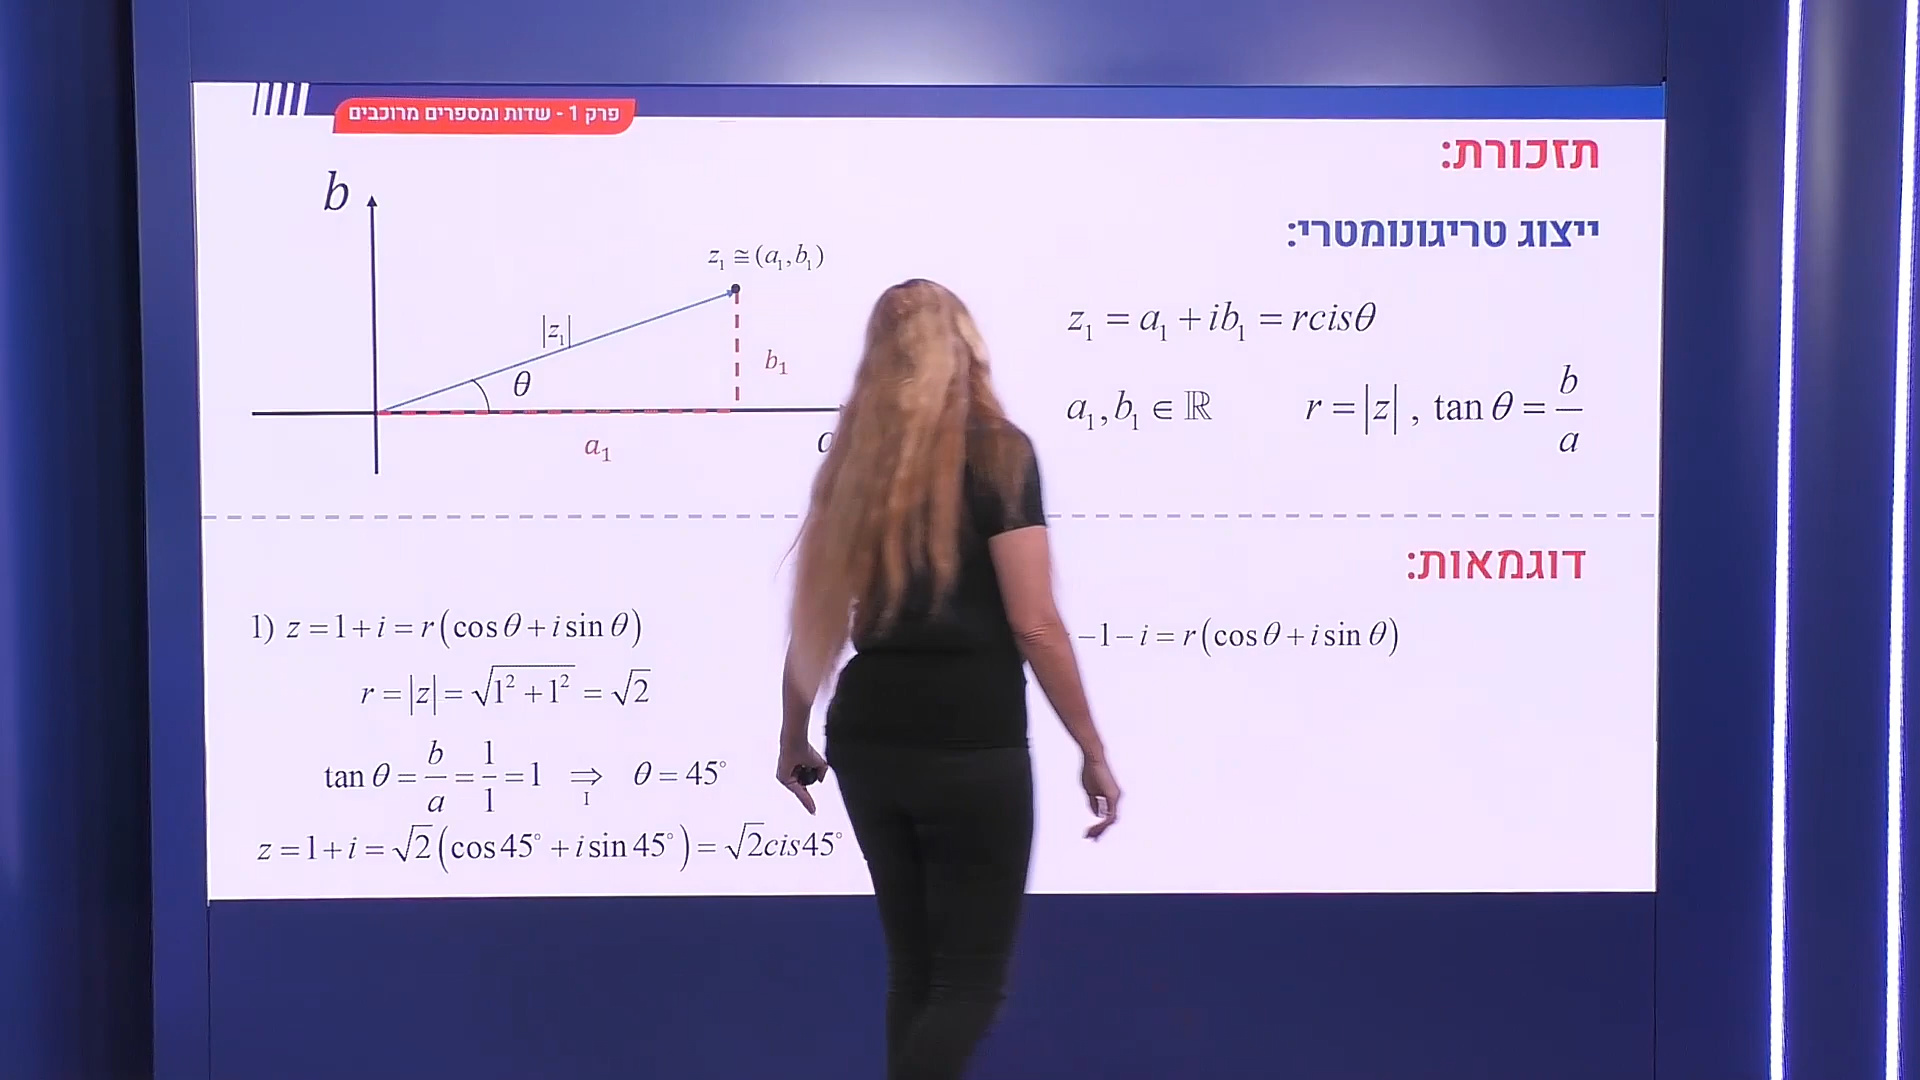 פרק 1 - שדות ומספרים מרוכבים
תזכורת:
ייצוג טריגונומטרי:
b
z₁ ≅ (a₁, b₁)
|z₁|
θ
b₁
a₁
z₁ = a₁ + ib₁ = rcisθ
a₁, b₁ ∈ ℝ
r = |z| , tan θ = b/a
דוגמאות:
1) z = 1 + i = r(cos θ + i sin θ)
r = |z| = √(1² + 1²) = √2
tan θ = b/a = 1/1 = 1 ⇒ θ = 45°
I
z = 1 + i = √2(cos 45° + i sin 45°) = √2cis45°
−1 − i = r(cos θ + i sin θ)